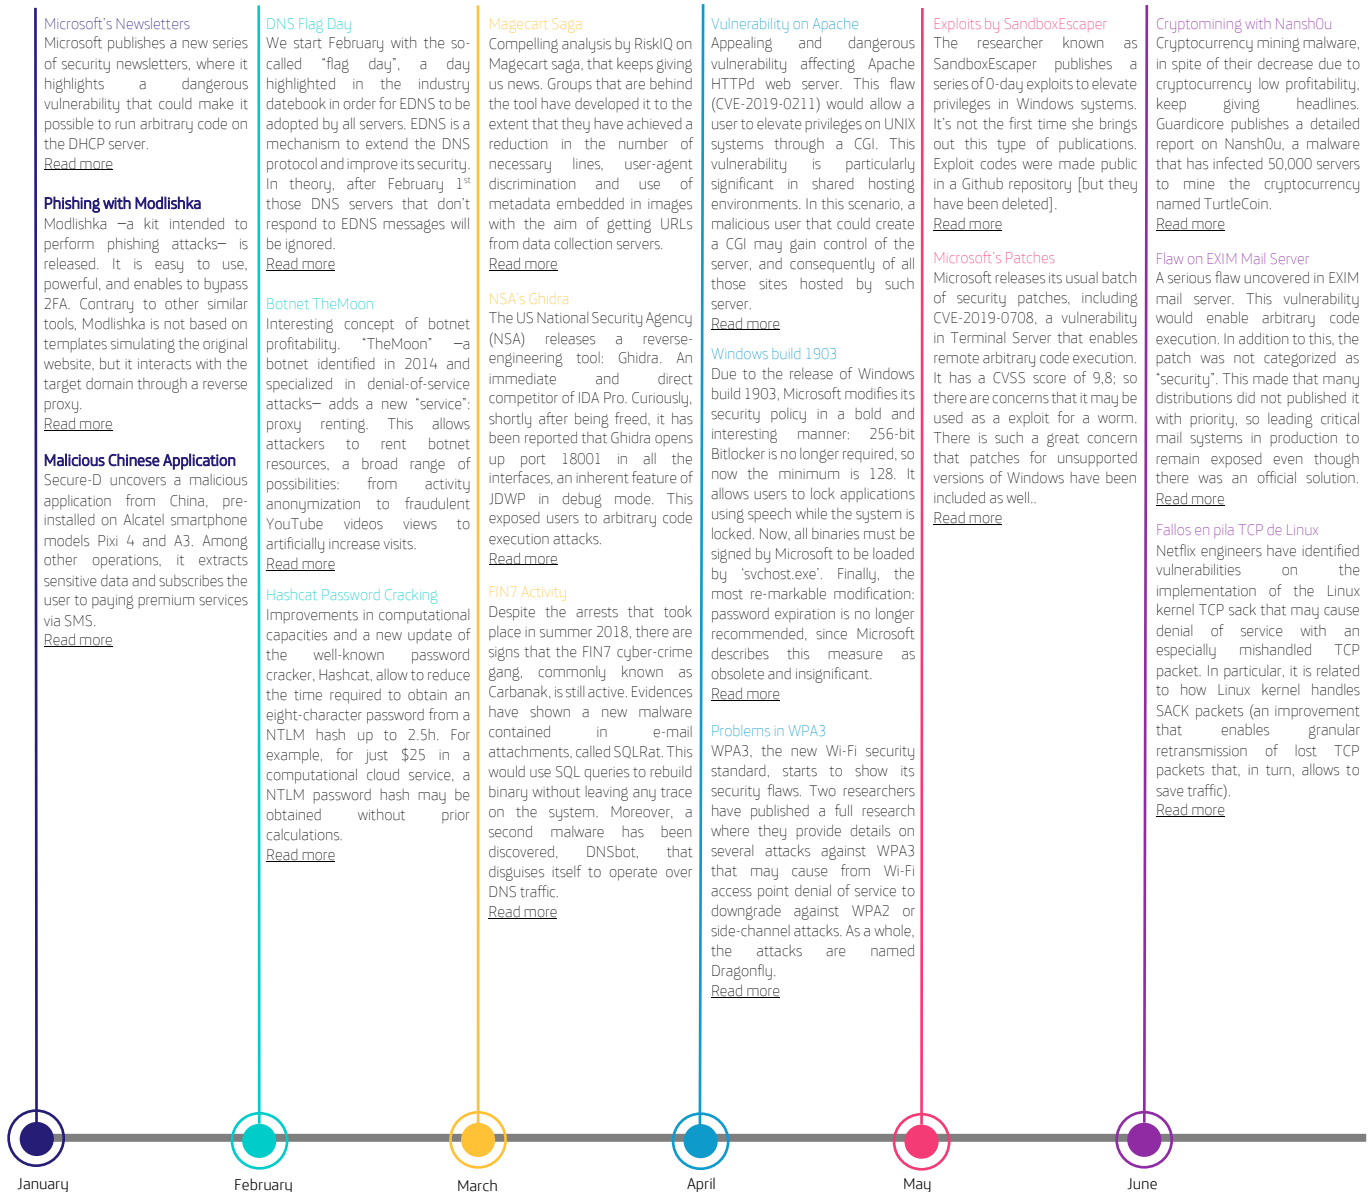 Microsoft's Newsletters
Microsoft publishes a new series
of security newsletters, where it
highlights a dangerous
vulnerability that could make it
possible to run arbitrary code on
the DHCP server.
Read more
Phishing with Modlishka
Modlishka —a kit intended to
perform phishing attacks— is
released. It is easy to use,
powerful, and enables to bypass
2FA. Contrary to other similar
tools, Modlishka is not based on
templates simulating the original
website, but it interacts with the
target domain through a reverse
proxy.
Read more
Malicious Chinese Application
Secure-D uncovers a malicious
application from China, pre-
installed on Alcatel smartphone
models Pixi 4 and A3. Among
other operations, it extracts
sensitive data and subscribes the
user to paying premium services
via SMS.
Read more
DNS Flag Day
We start February with the so-
called “flag day”, a day
highlighted in the industry
datebook in order for EDNS to be
adopted by all servers. EDNS is a
mechanism to extend the DNS
protocol and improve its security.
In theory, after February 1st
those DNS servers that don't
respond to EDNS messages will
be ignored.
Read more
Botnet TheMoon
Interesting concept of botnet
profitability. “TheMoon” —a
botnet identified in 2014 and
specialized in denial-of-service
attacks— adds a new “service”:
proxy renting. This allows
attackers to rent botnet
resources, a broad range of
possibilities: from activity
anonymization to fraudulent
YouTube videos views to
artificially increase visits.
Read more
Hashcat Password Cracking
Improvements in computational
capacities and a new update of
the well-known password
cracker, Hashcat, allow to reduce
the time required to obtain an
eight-character password from a
NTLM hash up to 2.5h. For
example, for just $25 in a
computational cloud service, a
NTLM password hash may be
obtained without prior
calculations.
Read more
Magecart Saga
Compelling analysis by RiskIQ on
Magecart saga, that keeps giving
us news. Groups that are behind
the tool have developed it to the
extent that they have achieved a
reduction in the number of
necessary lines, user-agent
discrimination and use of
metadata embedded in images
with the aim of getting URLs
from data collection servers.
Read more
NSA's Ghidra
The US National Security Agency
(NSA) releases a reverse-
engineering tool: Ghidra. An
immediate and direct
competitor of IDA Pro. Curiously,
shortly after being freed, it has
been reported that Ghidra opens
up port 18001 in all the
interfaces, an inherent feature of
JDWP in debug mode. This
exposed users to arbitrary code
execution attacks.
Read more
FIN7 Activity
Despite the arrests that took
place in summer 2018, there are
signs that the FIN7 cyber-crime
gang, commonly known as
Carbanak, is still active. Evidences
have shown a new malware
contained in e-mail
attachments, called SQLRat. This
would use SQL queries to rebuild
binary without leaving any trace
on the system. Moreover, a
second malware has been
discovered, DNSbot, that
disguises itself to operate over
DNS traffic.
Read more
Vulnerability on Apache
Appealing and dangerous
vulnerability affecting Apache
HTTPd web server. This flaw
(CVE-2019-0211) would allow a
user to elevate privileges on UNIX
systems through a CGI. This
vulnerability is particularly
significant in shared hosting
environments. In this scenario, a
malicious user that could create
a CGI may gain control of the
server, and consequently of all
those sites hosted by such
server.
Read more
Windows build 1903
Due to the release of Windows
build 1903, Microsoft modifies its
security policy in a bold and
interesting manner: 256-bit
Bitlocker is no longer required, so
now the minimum is 128. It
allows users to lock applications
using speech while the system is
locked. Now, all binaries must be
signed by Microsoft to be loaded
by ‘svchost.exe’. Finally, the
most re-markable modification:
password expiration is no longer
recommended, since Microsoft
describes this measure as
obsolete and insignificant.
Read more
Problems in WPA3
WPA3, the new Wi-Fi security
standard, starts to show its
security flaws. Two researchers
have published a full research
where they provide details on
several attacks against WPA3
that may cause from Wi-Fi
access point denial of service to
downgrade against WPA2 or
side-channel attacks. As a whole,
the attacks are named
Dragonfly.
Read more
Exploits by SandboxEscaper
The researcher known as
SandboxEscaper publishes a
series of 0-day exploits to elevate
privileges in Windows systems.
It's not the first time she brings
out this type of publications.
Exploit codes were made public
in a Github repository [but they
have been deleted].
Read more
Microsoft's Patches
Microsoft releases its usual batch
of security patches, including
CVE-2019-0708, a vulnerability
in Terminal Server that enables
remote arbitrary code execution.
It has a CVSS score of 9,8; so
there are concerns that it may be
used as a exploit for a worm.
There is such a great concern
that patches for unsupported
versions of Windows have been
included as well..
Read more
Cryptomining with Nansh0u
Cryptocurrency mining malware,
in spite of their decrease due to
cryptocurrency low profitability,
keep giving headlines.
Guardicore publishes a detailed
report on Nansh0u, a malware
that has infected 50,000 servers
to mine the cryptocurrency
named TurtleCoin.
Read more
Flaw on EXIM Mail Server
A serious flaw uncovered in EXIM
mail server. This vulnerability
would enable arbitrary code
execution. In addition to this, the
patch was not categorized as
“security”. This made that many
distributions did not published it
with priority, so leading critical
mail systems in production to
remain exposed even though
there was an official solution.
Read more
Fallos en pila TCP de Linux
Netflix engineers have identified
vulnerabilities on the
implementation of the Linux
kernel TCP sack that may cause
denial of service with an
especially mishandled TCP
packet. In particular, it is related
to how Linux kernel handles
SACK packets (an improvement
that enables granular
retransmission of lost TCP
packets that, in turn, allows to
save traffic).
Read more
January
February
March
April
May
June